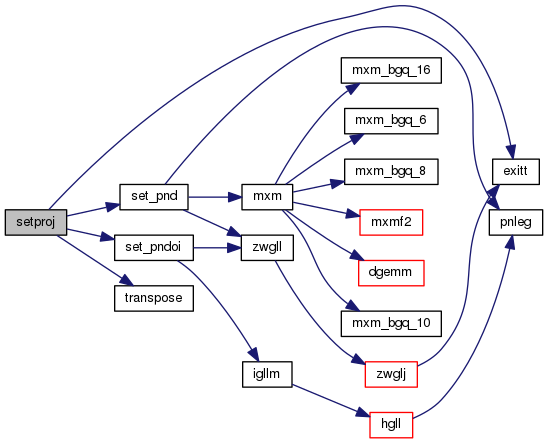 setproj
set_pnd
set_pndoi
transpose
mxm
zwgll
igllm
mxm_bgq_16
mxm_bgq_6
mxm_bgq_8
mxmf2
dgemm
mxm_bgq_10
zwglj
hgll
exitt
pnleg